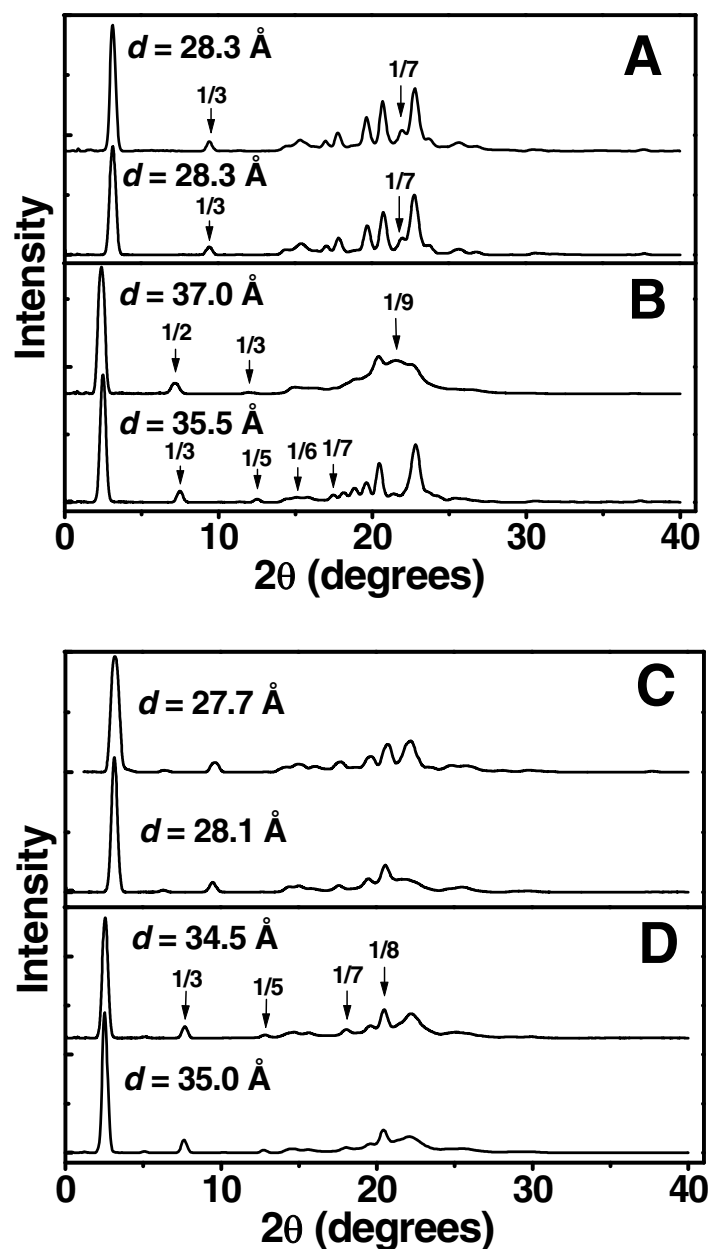 A
d = 28.3 Å
1/3
1/7
d = 28.3 Å
1/3
1/7
B
d = 37.0 Å
1/2
1/3
1/9
d = 35.5 Å
1/3
1/5
1/6
1/7
Intensity
0 10 20 30 40
2θ (degrees)
C
d = 27.7 Å
d = 28.1 Å
D
d = 34.5 Å
1/3
1/5
1/7
1/8
d = 35.0 Å
Intensity
0 10 20 30 40
2θ (degrees)